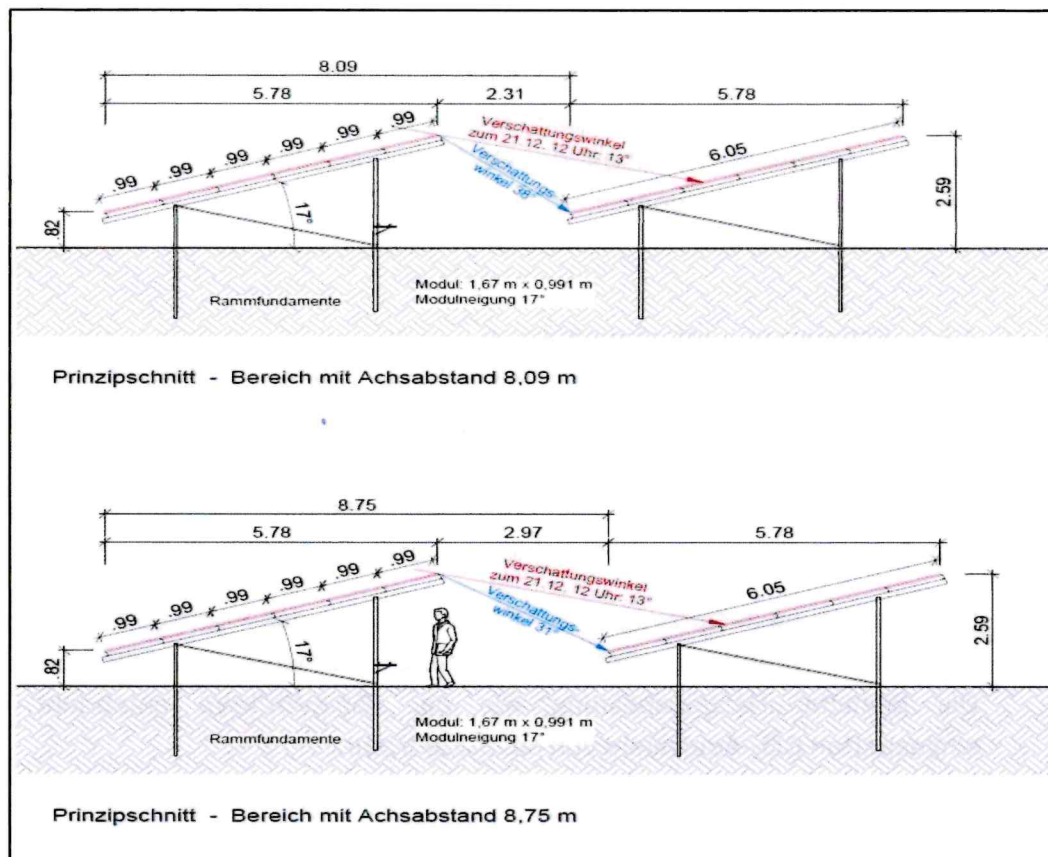 8.09
5.78 2.31 5.78
.99 .99 .99 .99 .99 .99
Verschattungswinkel
zum 21.12. 12 Uhr: 13°
Verschattungs-
winkel 38°
6.05
17°
.82
2.59
Rammfundamente
Modul: 1,67 m x 0,991 m
Modulneigung 17°
Prinzipschnitt - Bereich mit Achsabstand 8,09 m
8.75
5.78 2.97 5.78
.99 .99 .99 .99 .99 .99
Verschattungswinkel
zum 21.12. 12 Uhr: 13°
Verschattungs-
winkel 31°
6.05
17°
.82
2.59
Rammfundamente
Modul: 1,67 m x 0,991 m
Modulneigung 17°
Prinzipschnitt - Bereich mit Achsabstand 8,75 m